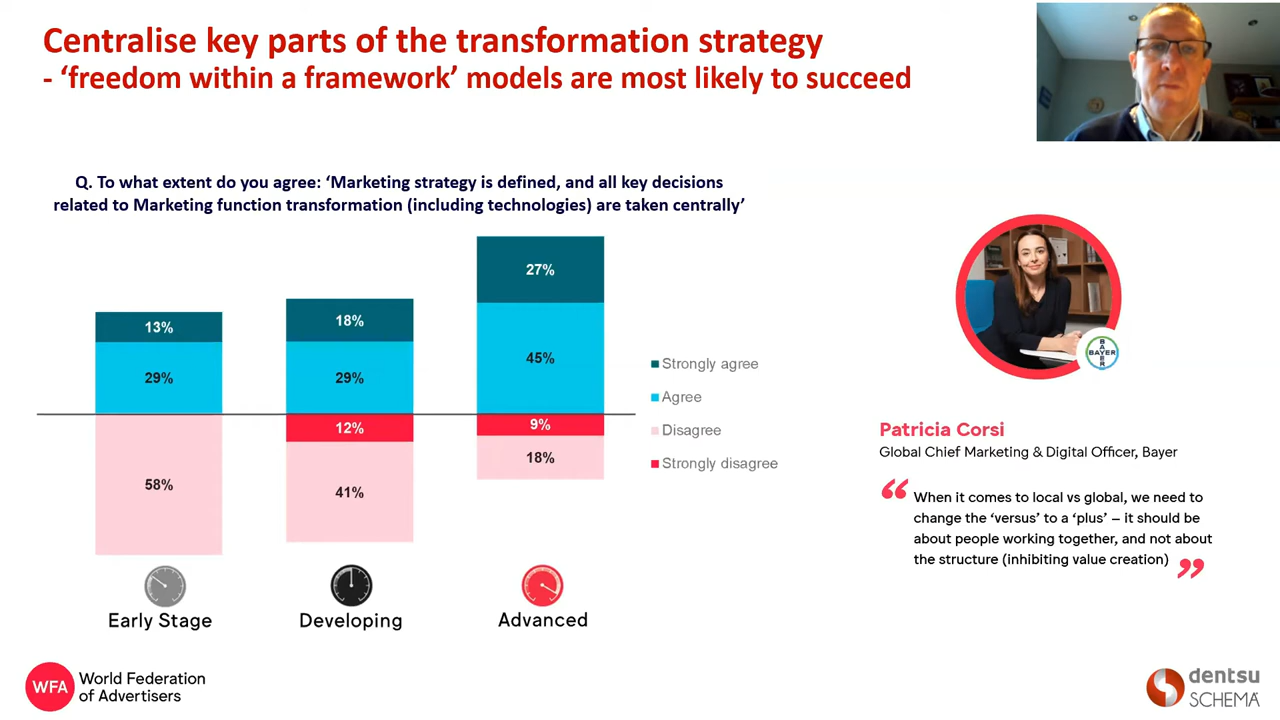 Centralise key parts of the transformation strategy
- ‘freedom within a framework’ models are most likely to succeed
Q. To what extent do you agree: ‘Marketing strategy is defined, and all key decisions
related to Marketing function transformation (including technologies) are taken centrally’
13%
29%
58%
18%
29%
12%
41%
27%
45%
9%
18%
Strongly agree
Agree
Disagree
Strongly disagree
Early Stage
Developing
Advanced
BAYER
BAYER
Patricia Corsi
Global Chief Marketing & Digital Officer, Bayer
“ When it comes to local vs global, we need to
change the ‘versus’ to a ‘plus’ – it should be
about people working together, and not about
the structure (inhibiting value creation) ”
WFA
World Federation
of Advertisers
dentsu
SCHEMA